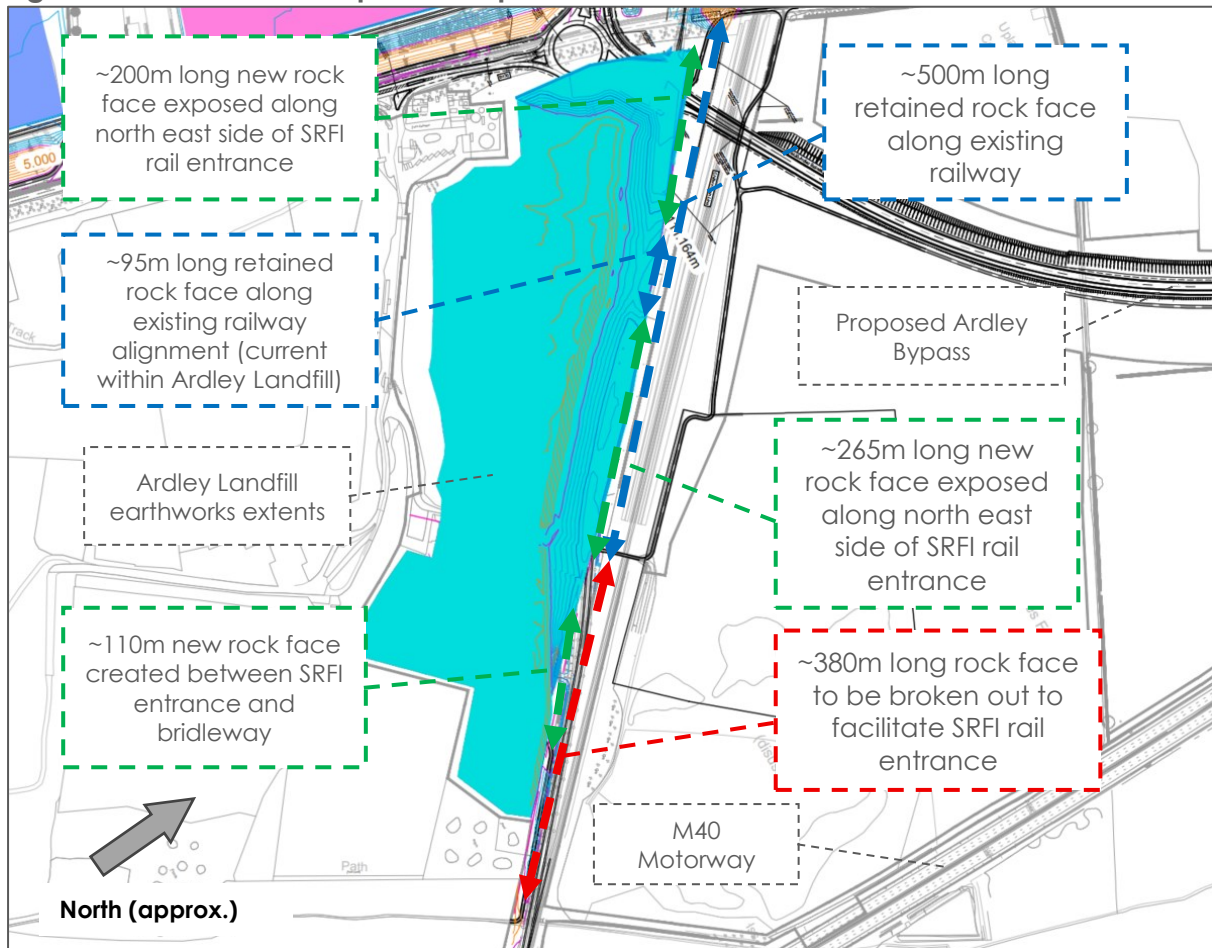 ~200m long new rock
face exposed along
north east side of SRFI
rail entrance
~500m long
retained rock face
along existing
railway
5.000
~95m long retained
rock face along
existing railway
alignment (current
within Ardley Landfill)
164m
Track
Proposed Ardley
Bypass
Ardley Landfill
earthworks extents
~265m long new
rock face exposed
along north east
side of SRFI rail
entrance
~110m new rock face
created between SRFI
entrance and
bridleway
~380m long rock face
to be broken out to
facilitate SRFI rail
entrance
M40
Motorway
Path
North (approx.)